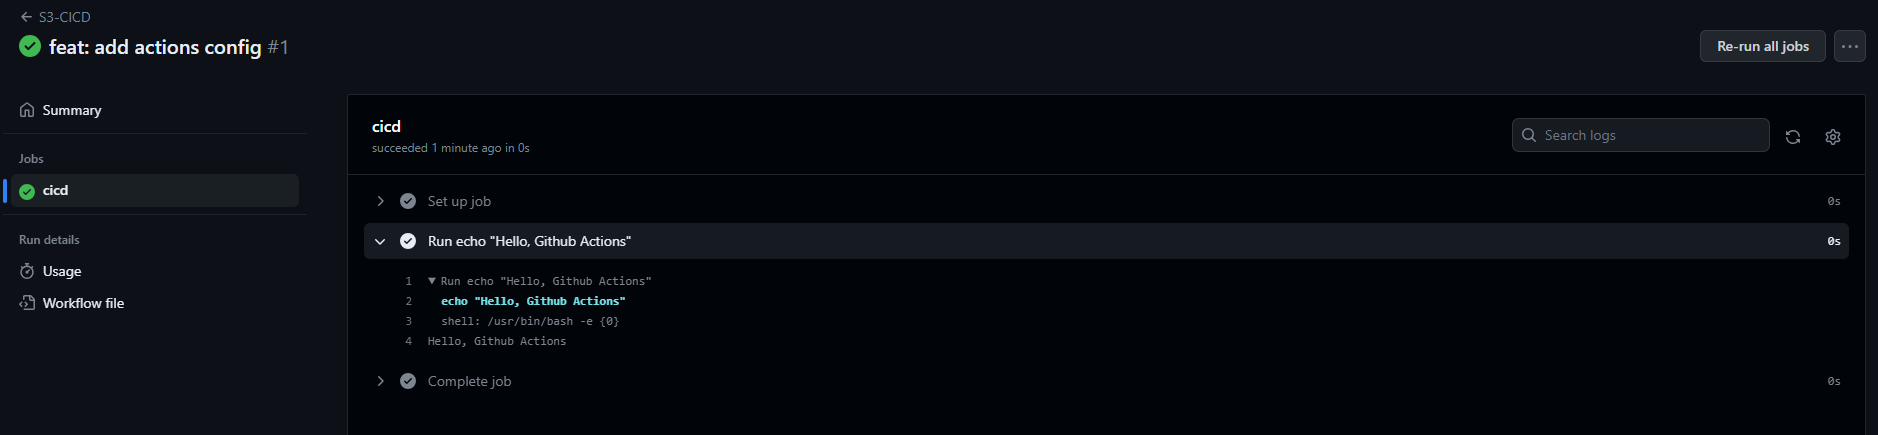 S3-CICD
feat: add actions config #1
Re-run all jobs
Summary
Jobs
cicd
Run details
Usage
Workflow file
cicd
succeeded 1 minute ago in 0s
Search logs
Set up job 0s
Run echo "Hello, Github Actions" 0s
1 Run echo "Hello, Github Actions"
2 echo "Hello, Github Actions"
3 shell: /usr/bin/bash -e {0}
4 Hello, Github Actions
Complete job 0s